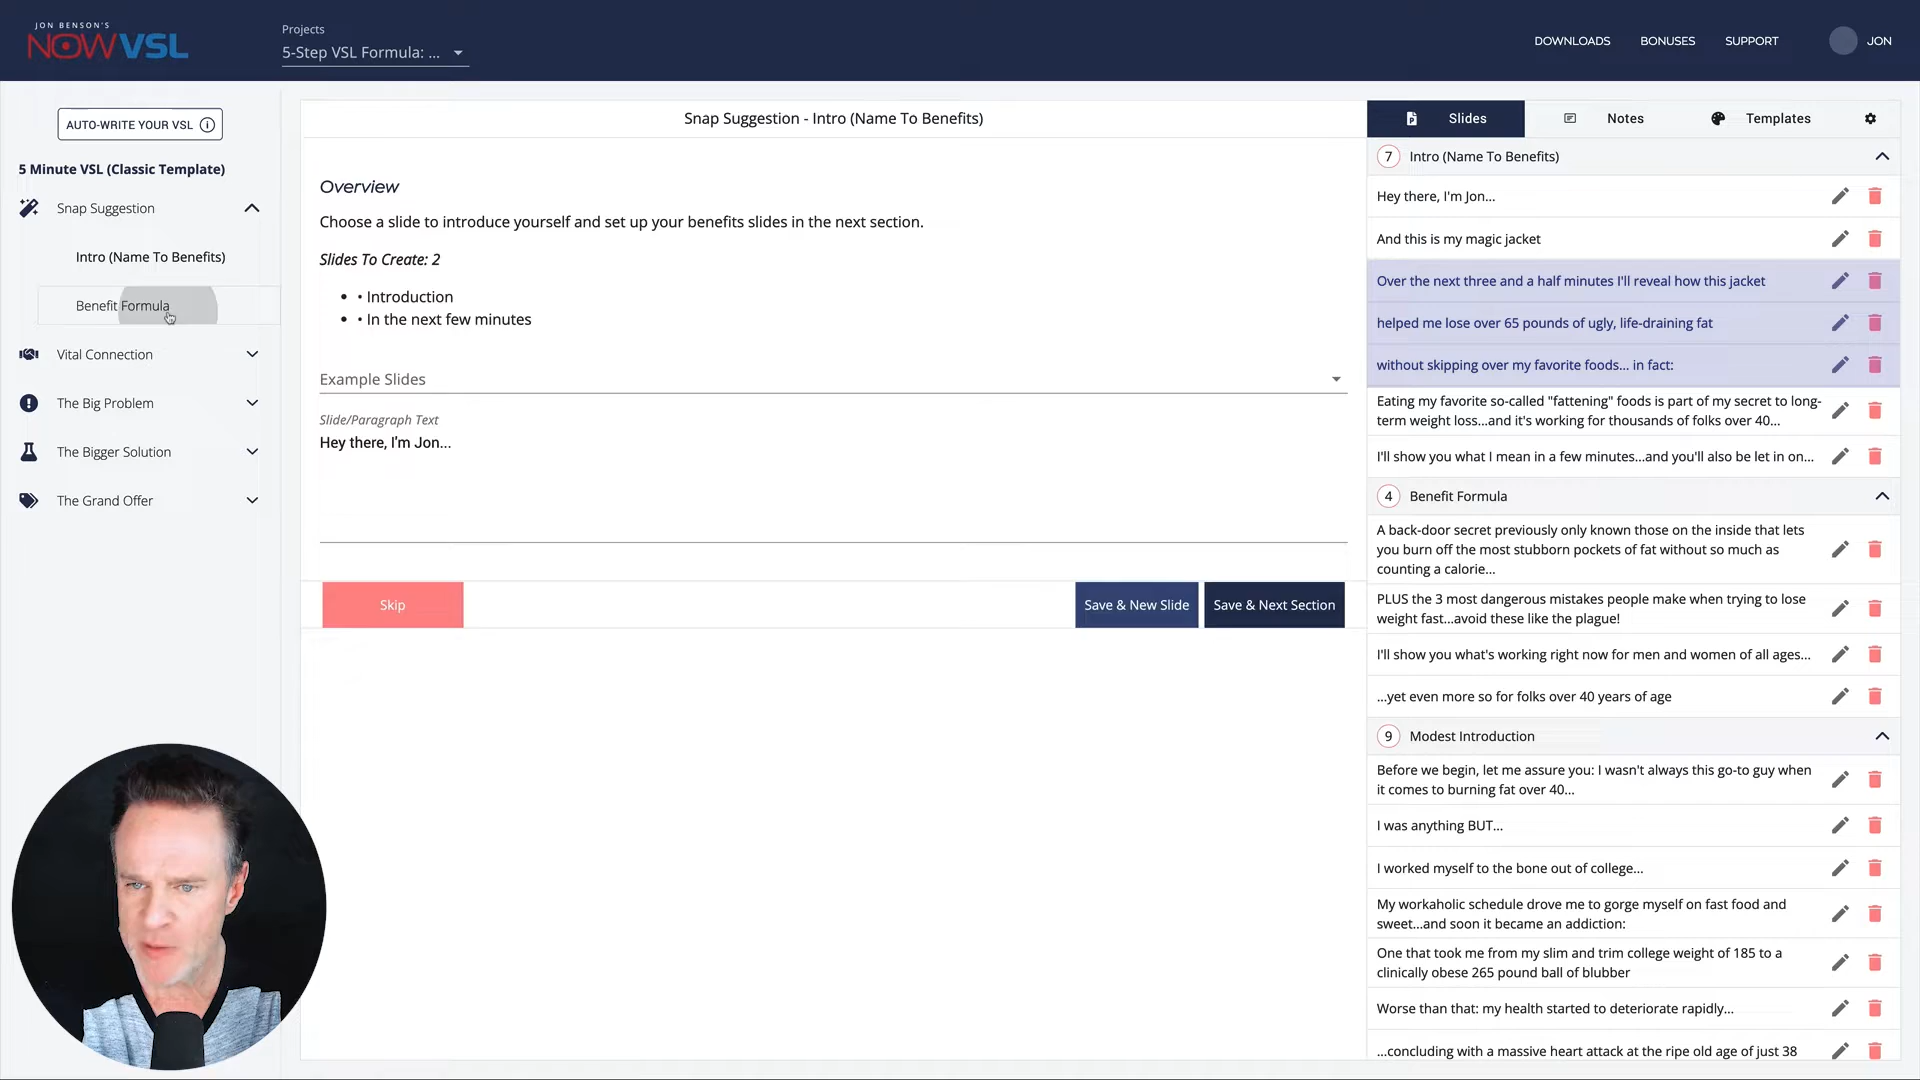 JON BENSON'S
NOWVSL
Projects
5-Step VSL Formula: ...
DOWNLOADS
BONUSES
SUPPORT
JON
AUTO-WRITE YOUR VSL
5 Minute VSL (Classic Template)
Snap Suggestion
Intro (Name To Benefits)
Benefit Formula
Vital Connection
The Big Problem
The Bigger Solution
The Grand Offer
Snap Suggestion - Intro (Name To Benefits)
Overview
Choose a slide to introduce yourself and set up your benefits slides in the next section.
Slides To Create: 2
• • Introduction
• • In the next few minutes
Example Slides
Slide/Paragraph Text
Hey there, I'm Jon...
Skip
Save & New Slide
Save & Next Section
Slides
Notes
Templates
7 Intro (Name To Benefits)
Hey there, I'm Jon...
And this is my magic jacket
Over the next three and a half minutes I'll reveal how this jacket
helped me lose over 65 pounds of ugly, life-draining fat
without skipping over my favorite foods... in fact:
Eating my favorite so-called "fattening" foods is part of my secret to long-
term weight loss...and it's working for thousands of folks over 40...
I'll show you what I mean in a few minutes...and you'll also be let in on...
4 Benefit Formula
A back-door secret previously only known those on the inside that lets
you burn off the most stubborn pockets of fat without so much as
counting a calorie...
PLUS the 3 most dangerous mistakes people make when trying to lose
weight fast...avoid these like the plague!
I'll show you what's working right now for men and women of all ages...
...yet even more so for folks over 40 years of age
9 Modest Introduction
Before we begin, let me assure you: I wasn't always this go-to guy when
it comes to burning fat over 40...
I was anything BUT...
I worked myself to the bone out of college...
My workaholic schedule drove me to gorge myself on fast food and
sweet...and soon it became an addiction:
One that took me from my slim and trim college weight of 185 to a
clinically obese 265 pound ball of blubber
Worse than that: my health started to deteriorate rapidly...
...concluding with a massive heart attack at the ripe old age of just 38